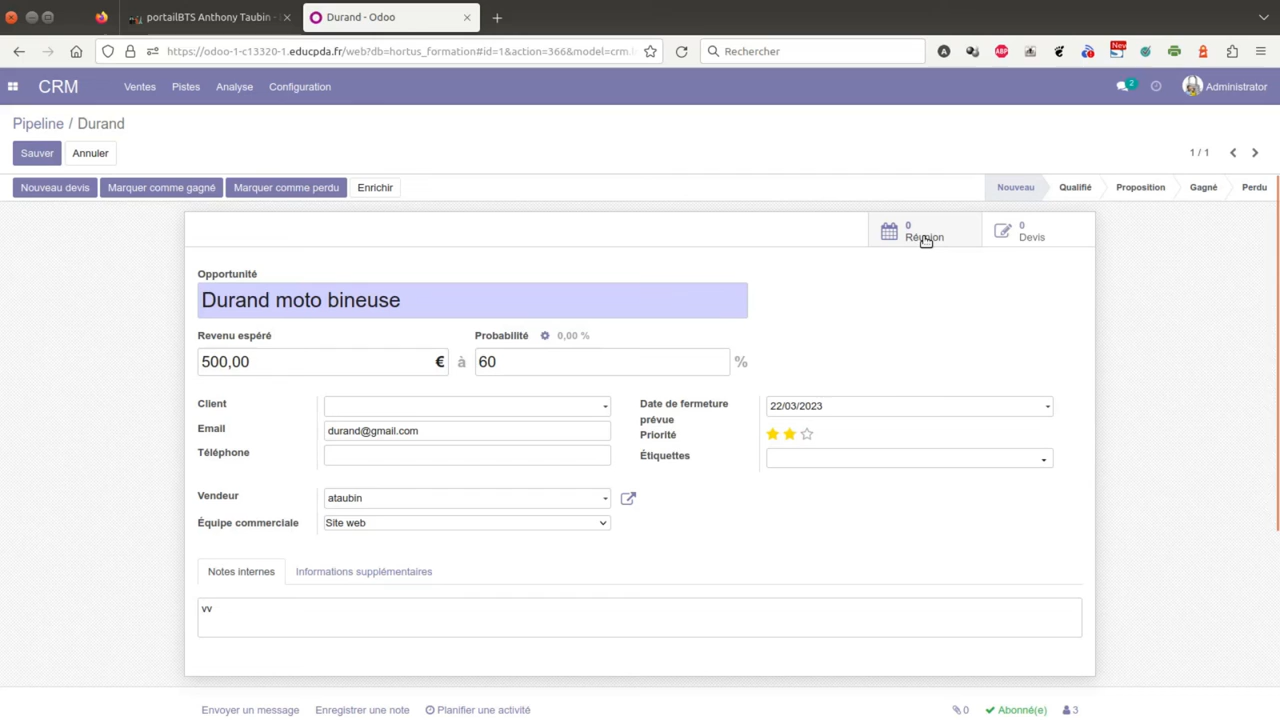 portailBTS Anthony Taubin -
Durand - Odoo
https://odoo-1-c13320-1.educpda.fr/web?db=hortus_formation#id=1&action=366&model=crm.l
Rechercher
New
CRM
Ventes
Pistes
Analyse
Configuration
2
Administrator
Pipeline / Durand
Sauver
Annuler
1 / 1
Nouveau devis
Marquer comme gagné
Marquer comme perdu
Enrichir
Nouveau
Qualifié
Proposition
Gagné
Perdu
0
Réunion
0
Devis
Opportunité
Durand moto bineuse
Revenu espéré
Probabilité
0,00 %
500,00
€
à
60
%
Client
Email
durand@gmail.com
Téléphone
Date de fermeture
prévue
22/03/2023
Priorité
Étiquettes
Vendeur
ataubin
Équipe commerciale
Site web
Notes internes
Informations supplémentaires
vv
Envoyer un message
Enregistrer une note
Planifier une activité
0
Abonné(e)
3